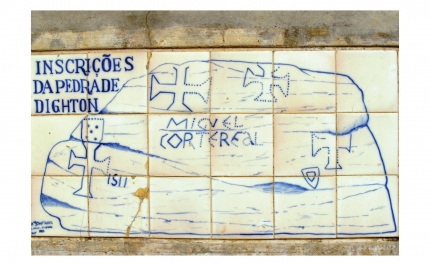 INSCRIÇÕES
DA PEDRA DE
DIGHTON
MIGVEL
CORTEREAL
1511